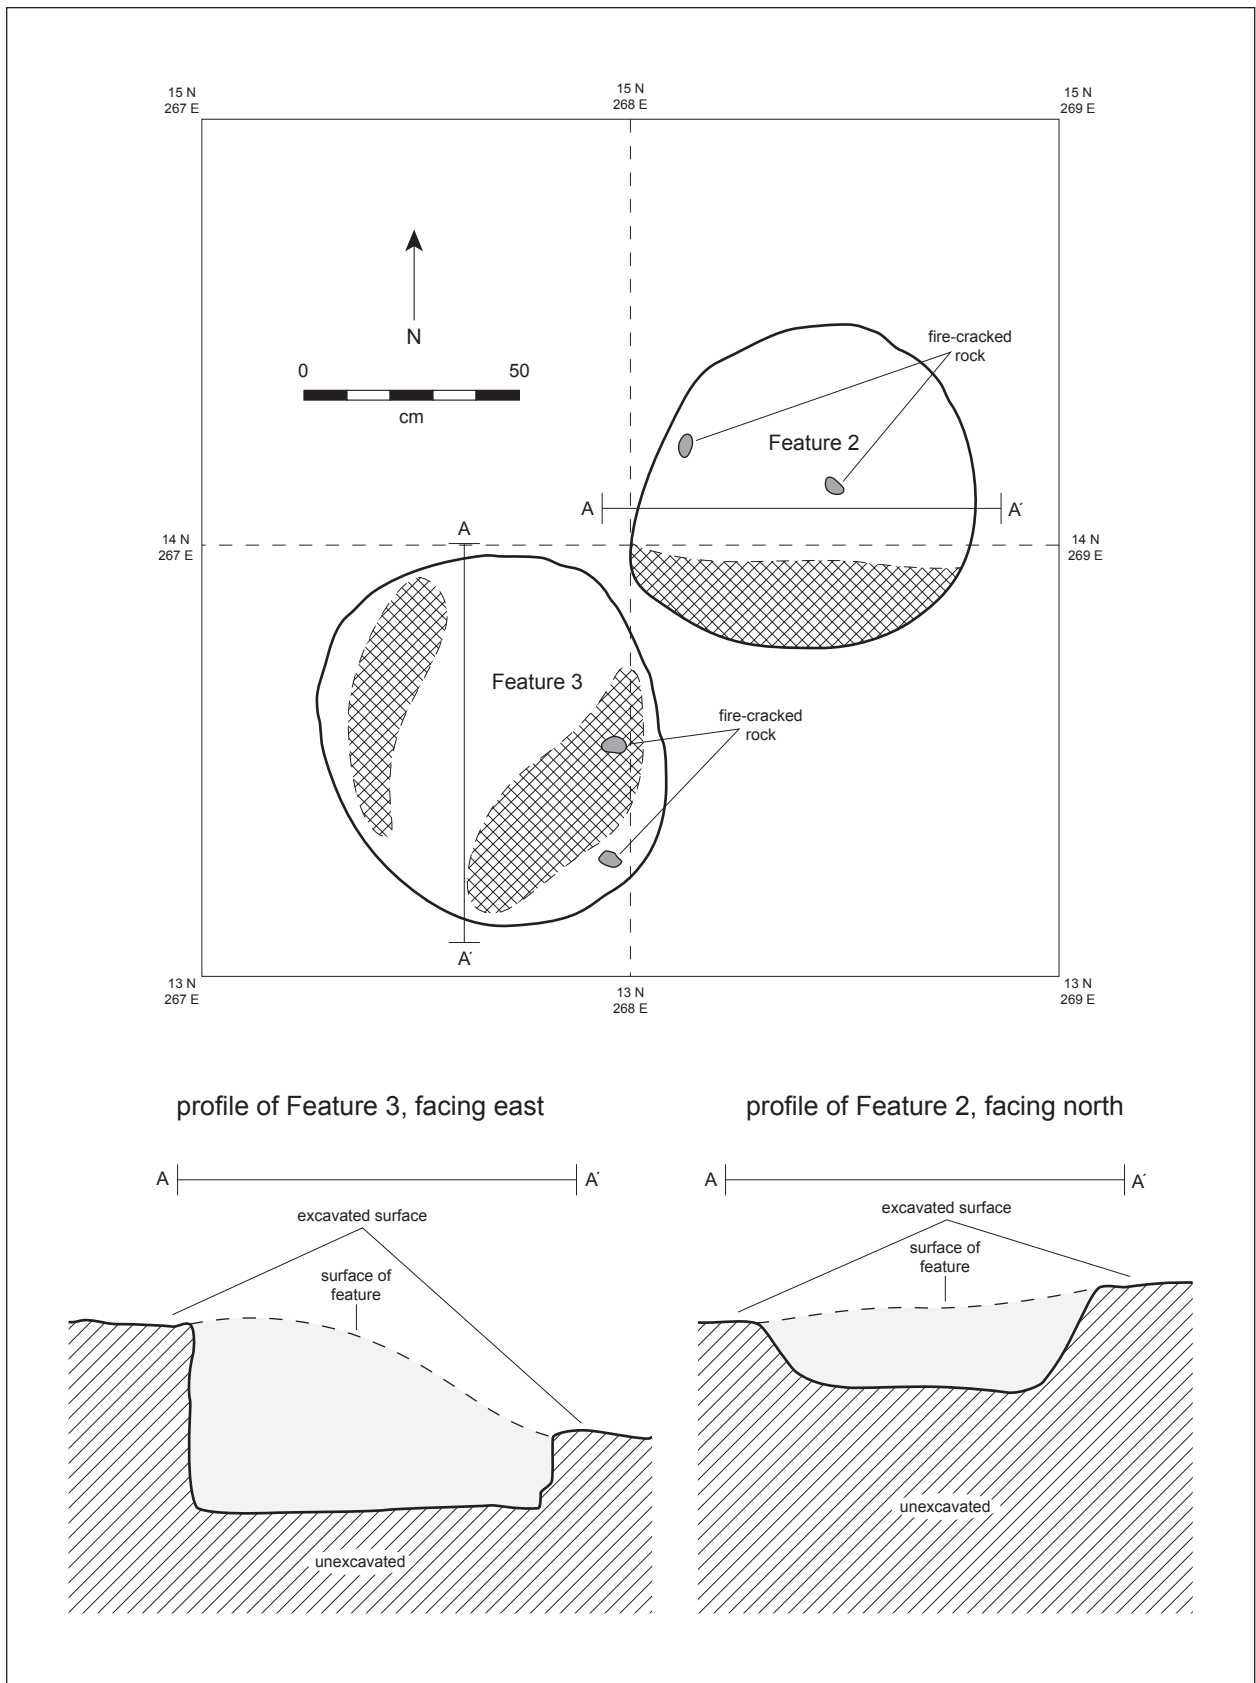 15 N
267 E
15 N
268 E
15 N
269 E
N
0 50
cm
fire-cracked
rock
Feature 2
A A´
A
14 N
267 E
14 N
269 E
Feature 3
fire-cracked
rock
A´
13 N
267 E
13 N
268 E
13 N
269 E
profile of Feature 3, facing east
A A´
excavated surface
surface of
feature
unexcavated
profile of Feature 2, facing north
A A´
excavated surface
surface of
feature
unexcavated